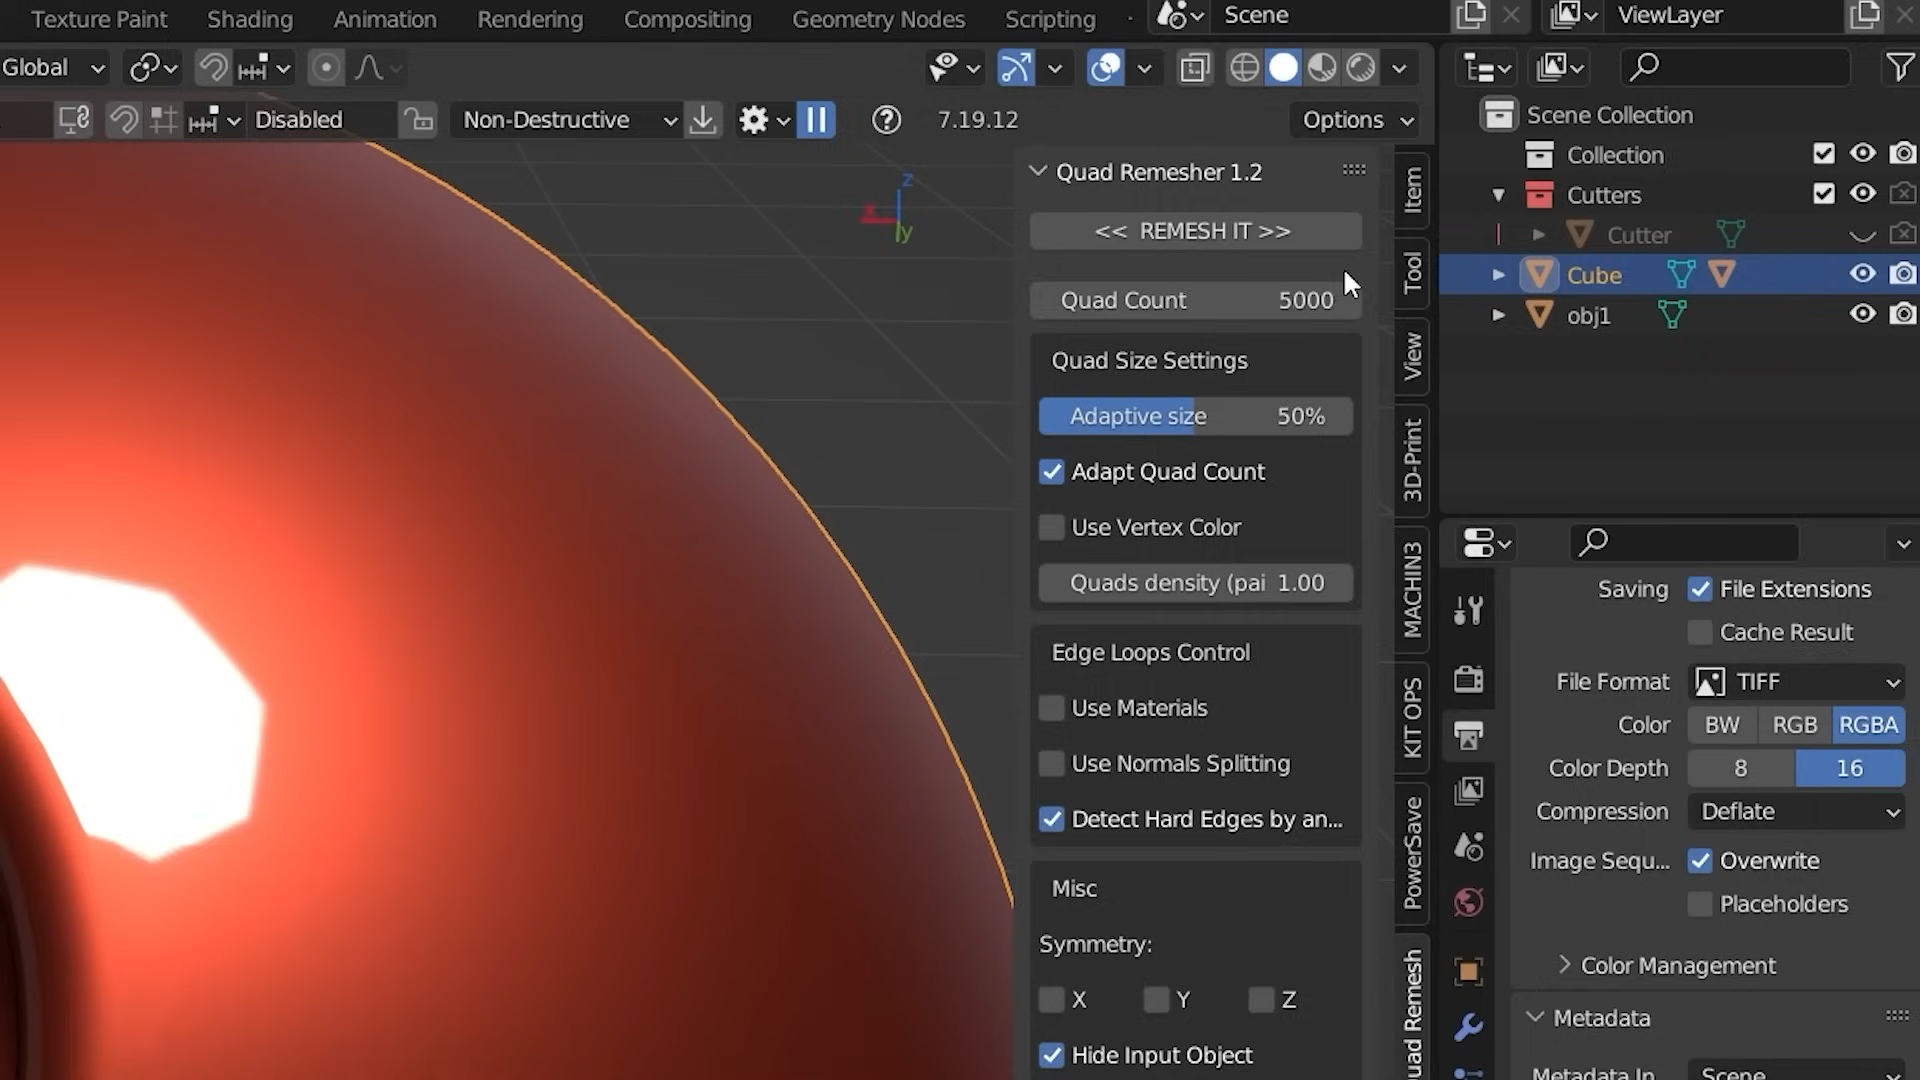 Texture Paint Shading Animation Rendering Compositing Geometry Nodes Scripting Scene ViewLayer
Global
Disabled Non-Destructive 7.19.12 Options
Quad Remesher 1.2
<< REMESH IT >>
Quad Count 5000
Quad Size Settings
Adaptive size 50%
Adapt Quad Count
Use Vertex Color
Quads density (pai 1.00
Edge Loops Control
Use Materials
Use Normals Splitting
Detect Hard Edges by an...
Misc
Symmetry:
X Y Z
Hide Input Object
x
y
z
Item
Tool
View
3D-Print
MACHIN3
KIT OPS
PowerSave
uad Remesh
Scene Collection
Collection
Cutters
Cutter
Cube
obj1
Saving File Extensions
Cache Result
File Format TIFF
Color BW RGB RGBA
Color Depth 8 16
Compression Deflate
Image Sequ... Overwrite
Placeholders
Color Management
Metadata
Metadata In Scene